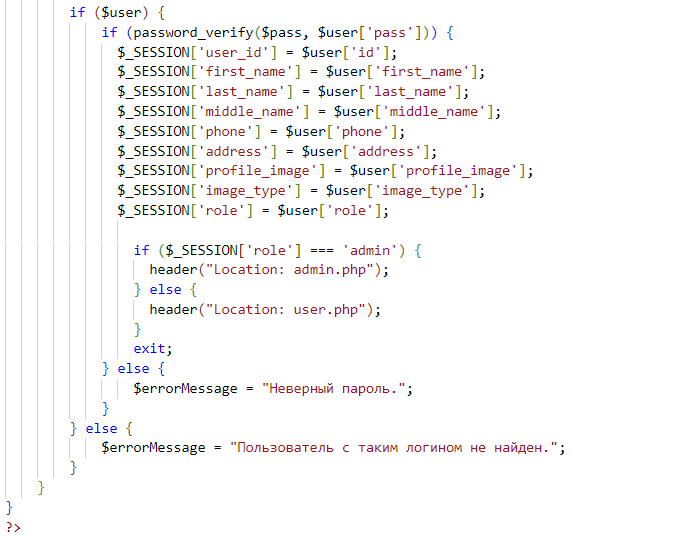 if ($user) {
if (password_verify($pass, $user['pass'])) {
$_SESSION['user_id'] = $user['id'];
$_SESSION['first_name'] = $user['first_name'];
$_SESSION['last_name'] = $user['last_name'];
$_SESSION['middle_name'] = $user['middle_name'];
$_SESSION['phone'] = $user['phone'];
$_SESSION['address'] = $user['address'];
$_SESSION['profile_image'] = $user['profile_image'];
$_SESSION['image_type'] = $user['image_type'];
$_SESSION['role'] = $user['role'];
if ($_SESSION['role'] === 'admin') {
header("Location: admin.php");
} else {
header("Location: user.php");
}
exit;
} else {
$errorMessage = "Неверный пароль.";
}
} else {
$errorMessage = "Пользователь с таким логином не найден.";
}
}
}
?>